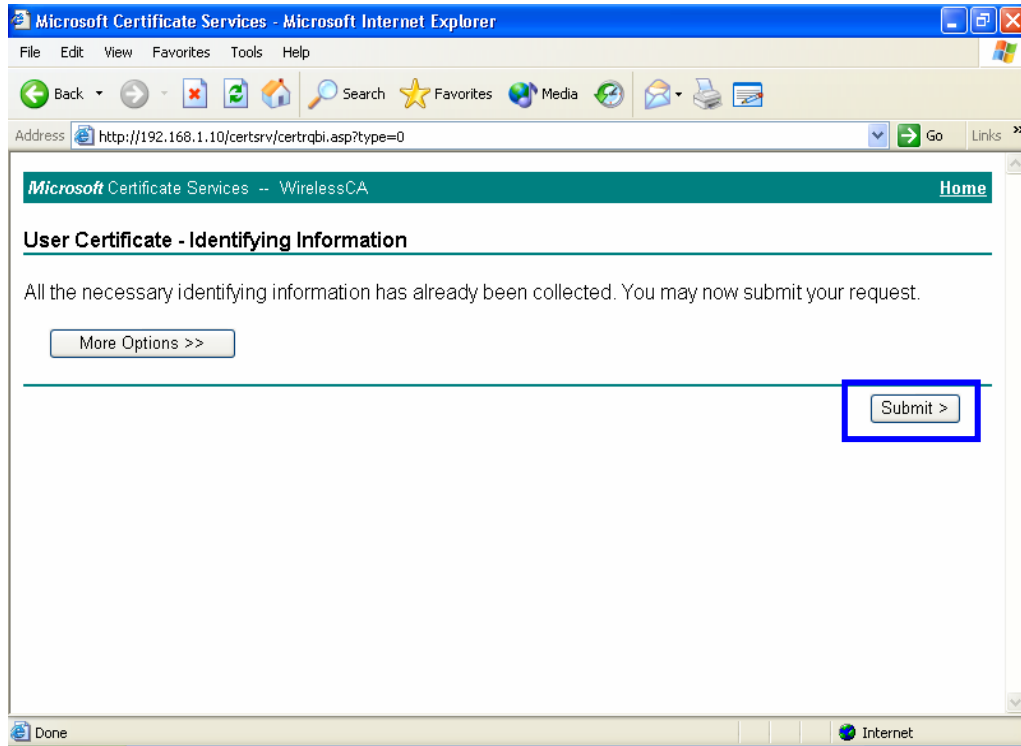 Microsoft Certificate Services - Microsoft Internet Explorer
File Edit View Favorites Tools Help
Back Search Favorites Media
Address http://192.168.1.10/certsrv/certrqbi.asp?type=0 Go Links »
Microsoft Certificate Services -- WirelessCA Home
User Certificate - Identifying Information
All the necessary identifying information has already been collected. You may now submit your request.
More Options >>
Submit >
Done Internet